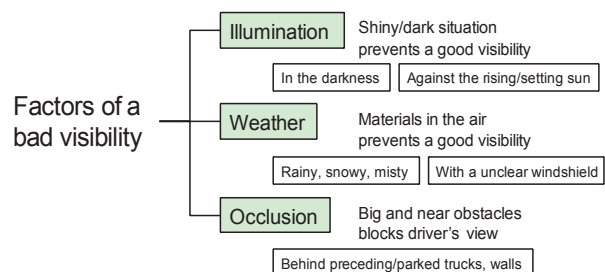 Factors of a
bad visibility
Illumination
Shiny/dark situation
prevents a good visibility
In the darkness
Against the rising/setting sun
Weather
Materials in the air
prevents a good visibility
Rainy, snowy, misty
With a unclear windshield
Occlusion
Big and near obstacles
blocks driver's view
Behind preceding/parked trucks, walls